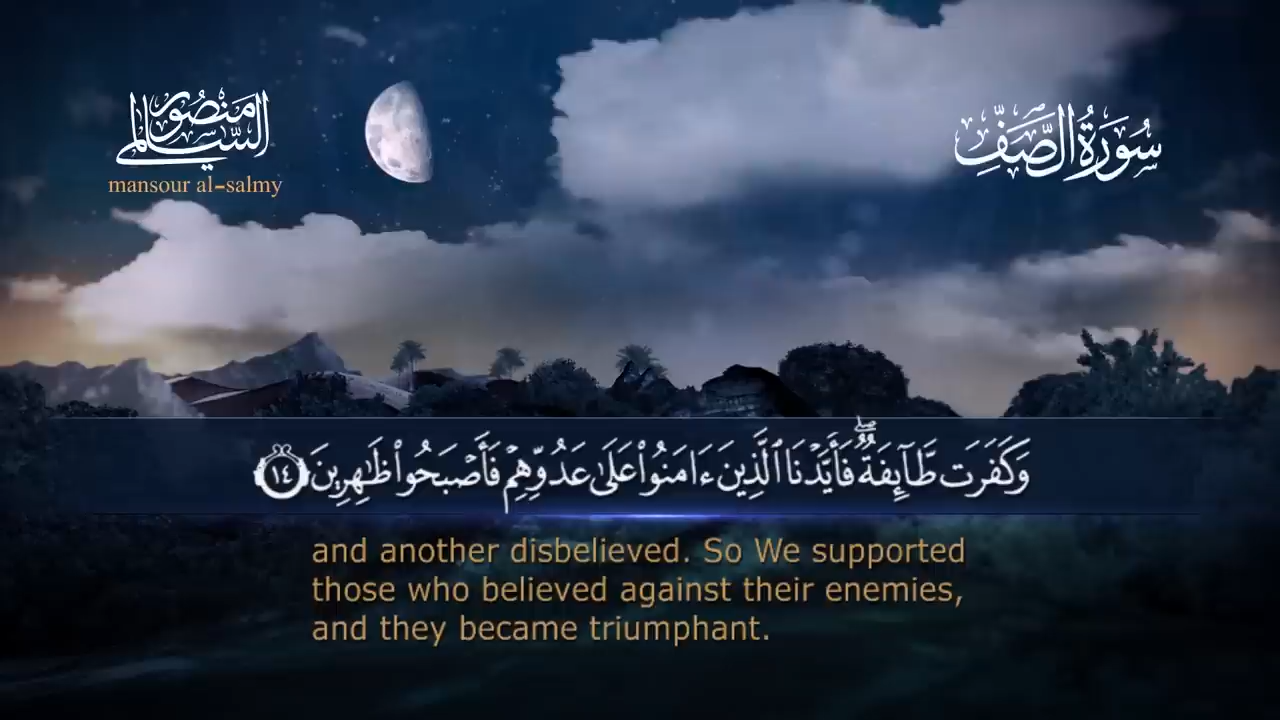 منصور السالمي
mansour al-salmy
سُورَةُ الصَّفِّ
وَكَفَرَت طَّآئِفَةٌۖ فَأَيَّدْنَا ٱلَّذِينَ ءَامَنُوا۟ عَلَىٰ عَدُوِّهِمْ فَأَصْبَحُوا۟ ظَٰهِرِينَ ١٤
and another disbelieved. So We supported
those who believed against their enemies,
and they became triumphant.